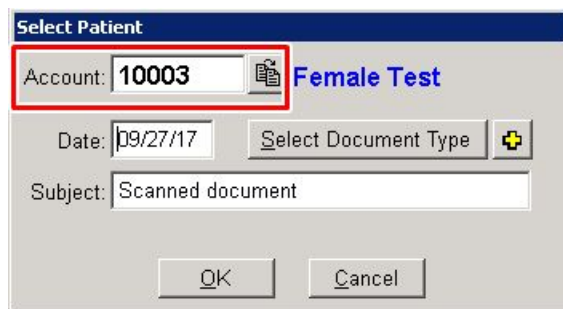 Select Patient
Account: 10003 Female Test
Date: 09/27/17 Select Document Type
Subject: Scanned document
OK Cancel